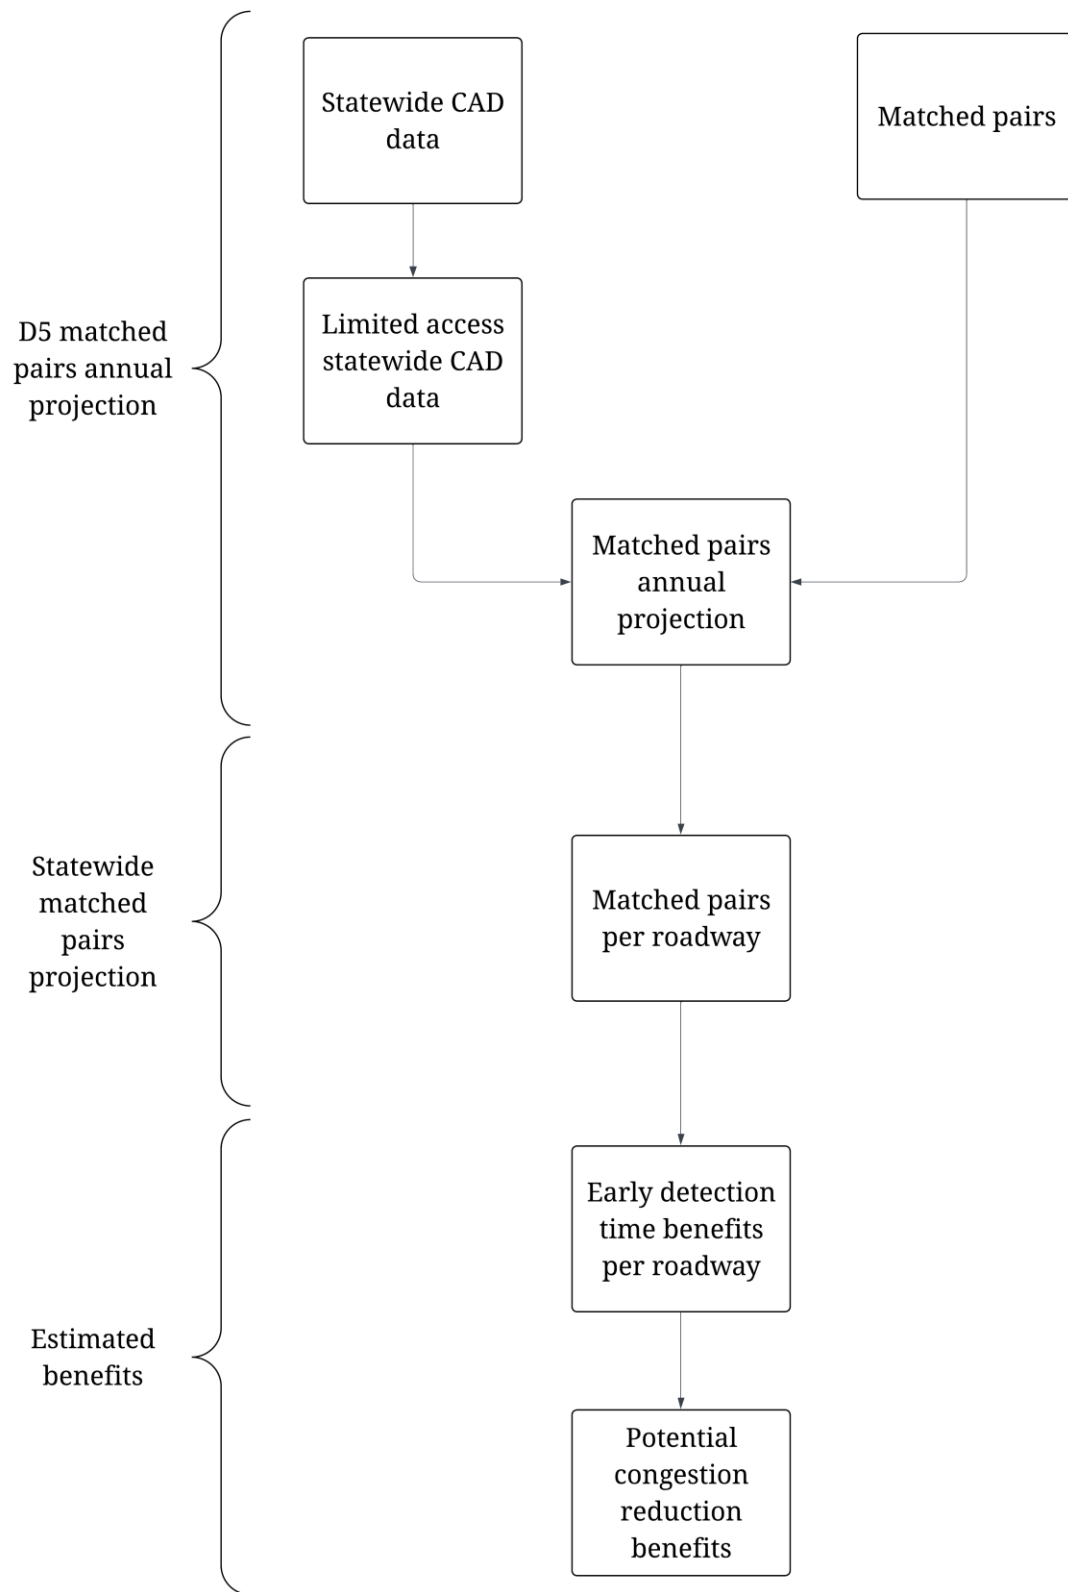 Statewide CAD
data
Matched pairs
Limited access
statewide CAD
data
D5 matched
pairs annual
projection
Matched pairs
annual
projection
Statewide
matched
pairs
projection
Matched pairs
per roadway
Early detection
time benefits
per roadway
Estimated
benefits
Potential
congestion
reduction
benefits